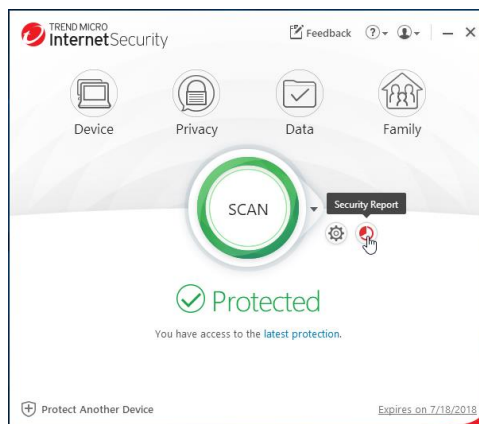 TREND MICRO
InternetSecurity
Feedback
?
Device
Privacy
Data
Family
SCAN
Security Report
Protected
You have access to the latest protection.
Protect Another Device
Expires on 7/18/2018